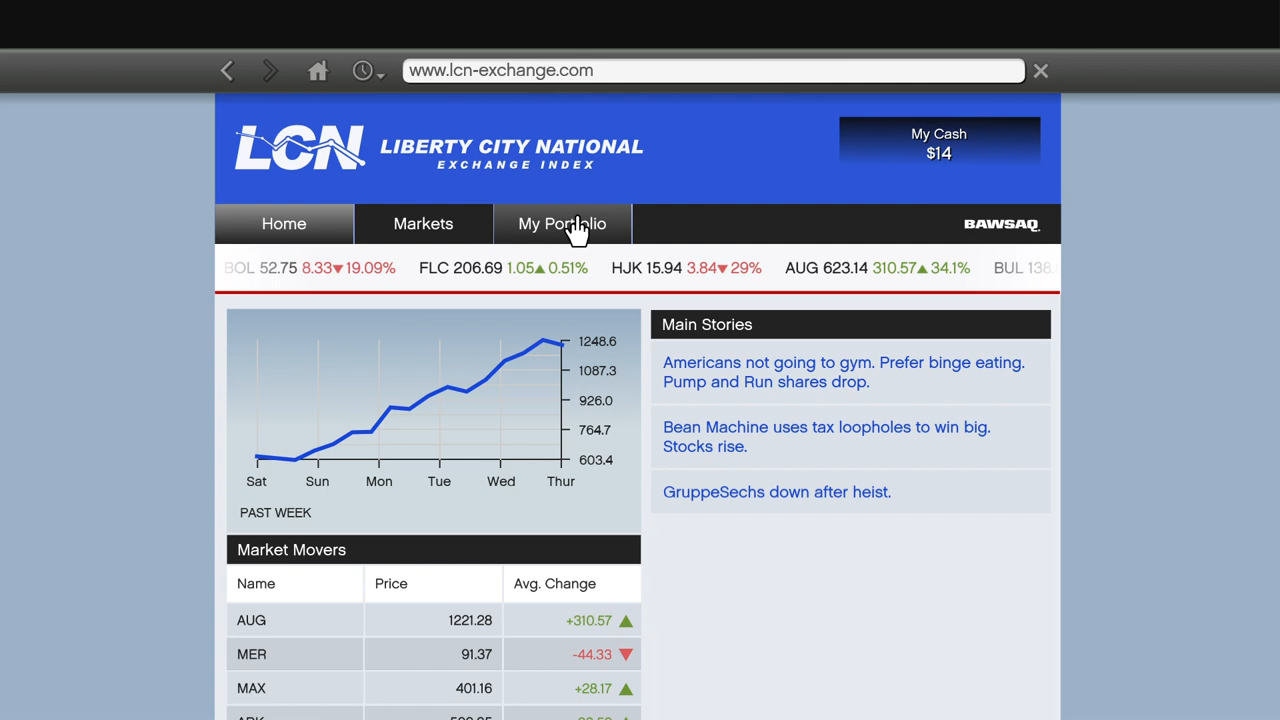 www.lcn-exchange.com
LCN LIBERTY CITY NATIONAL
EXCHANGE INDEX
My Cash
$14
Home Markets My Portfolio BAWSAQ
BOL 52.75 8.33▼19.09% FLC 206.69 1.05▲0.51% HJK 15.94 3.84▼29% AUG 623.14 310.57▲34.1% BUL 138.
1248.6
1087.3
926.0
764.7
603.4
Sat Sun Mon Tue Wed Thur
PAST WEEK
Main Stories
Americans not going to gym. Prefer binge eating.
Pump and Run shares drop.
Bean Machine uses tax loopholes to win big.
Stocks rise.
GruppeSechs down after heist.
Market Movers
Name Price Avg. Change
AUG 1221.28 +310.57 ▲
MER 91.37 -44.33 ▼
MAX 401.16 +28.17 ▲